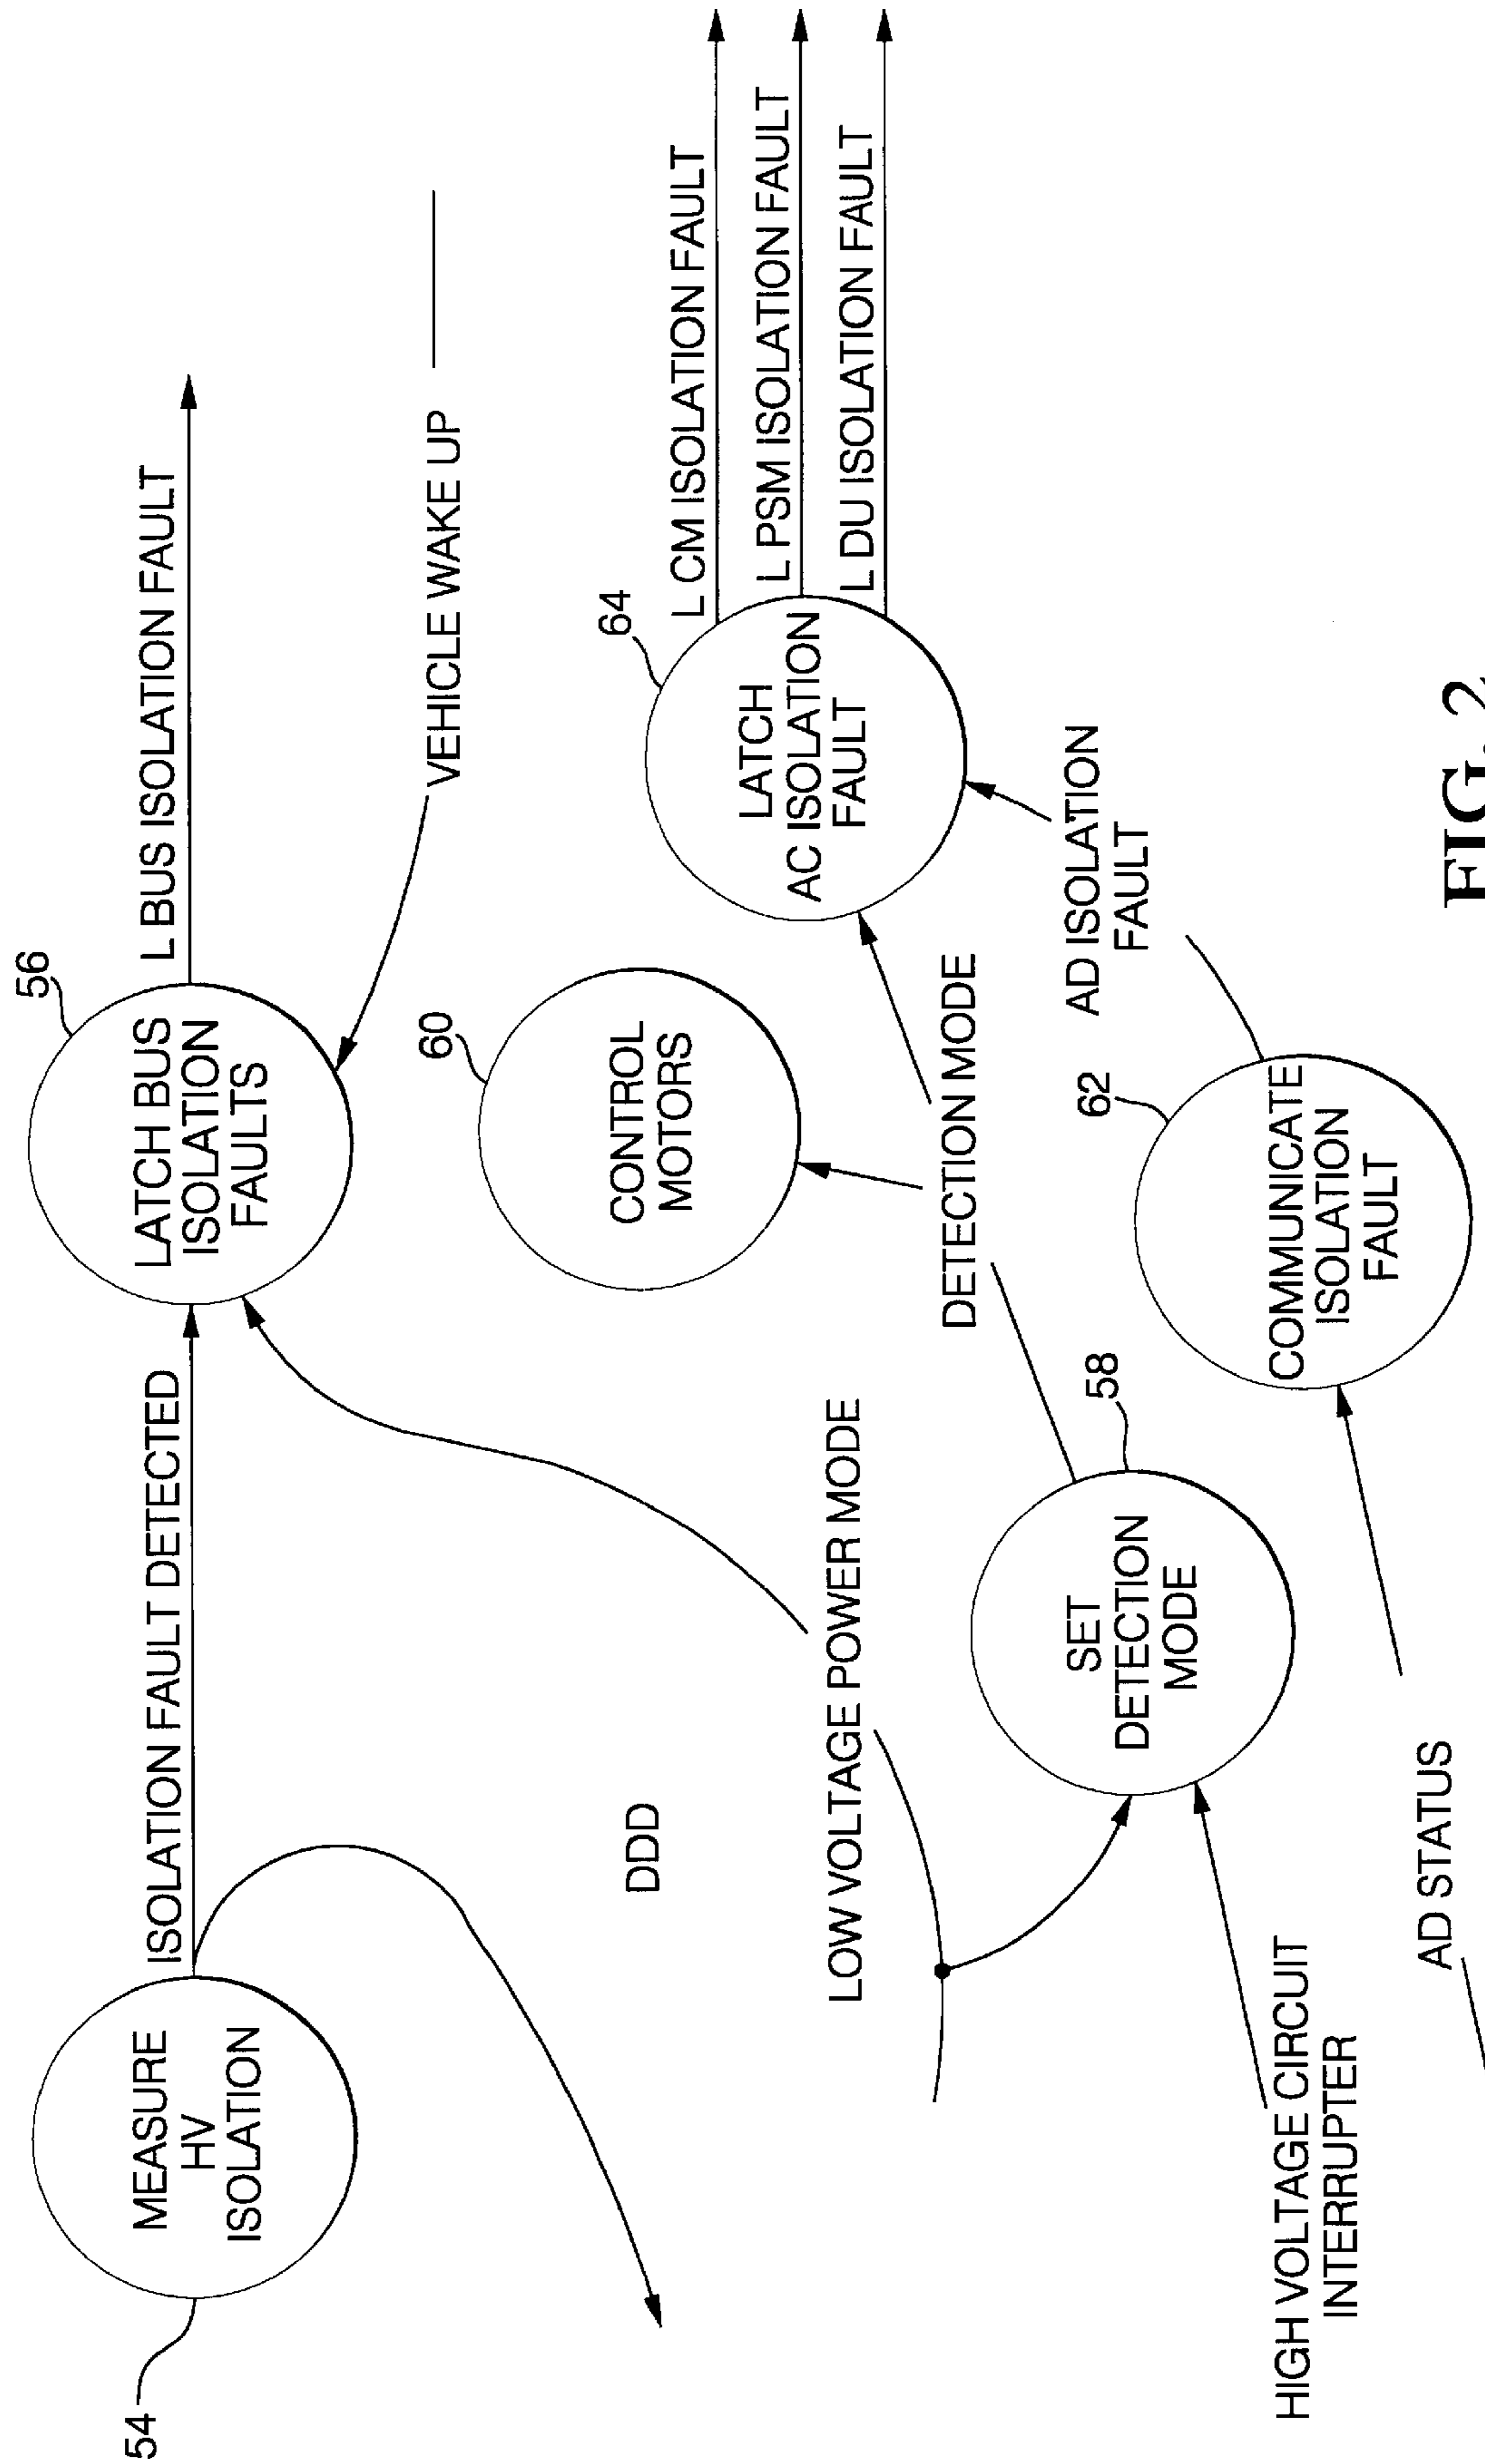 54
MEASURE
HV
ISOLATION
ISOLATION FAULT DETECTED
56
LATCH BUS
ISOLATION
FAULTS
L BUS ISOLATION FAULT
VEHICLE WAKE UP
DDD
60
CONTROL
MOTORS
LOW VOLTAGE POWER MODE
64
LATCH
AC ISOLATION
FAULT
L CM ISOLATION FAULT
L PSM ISOLATION FAULT
L DU ISOLATION FAULT
DETECTION MODE
58
SET
DETECTION
MODE
AD ISOLATION
FAULT
62
COMMUNICATE
ISOLATION
FAULT
HIGH VOLTAGE CIRCUIT
INTERRUPTER
AD STATUS
FIG. 2